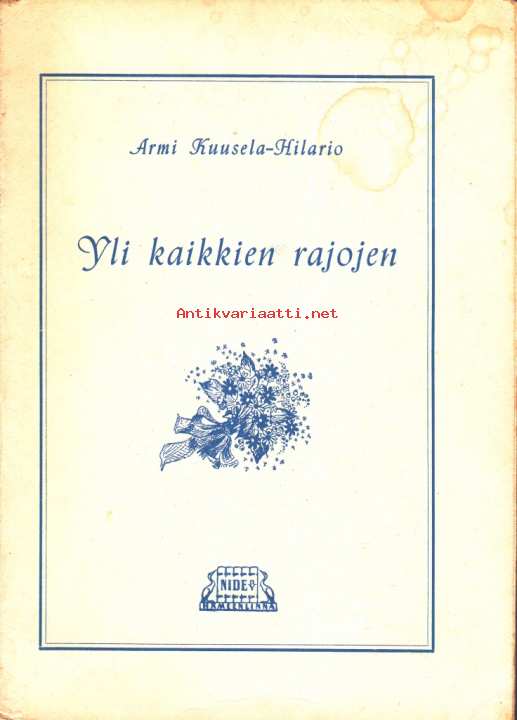 Armi Kuusela-Hilario
Yli kaikkien rajojen
Antikvariaatti.net
NIDE
HÄMEENLINNA